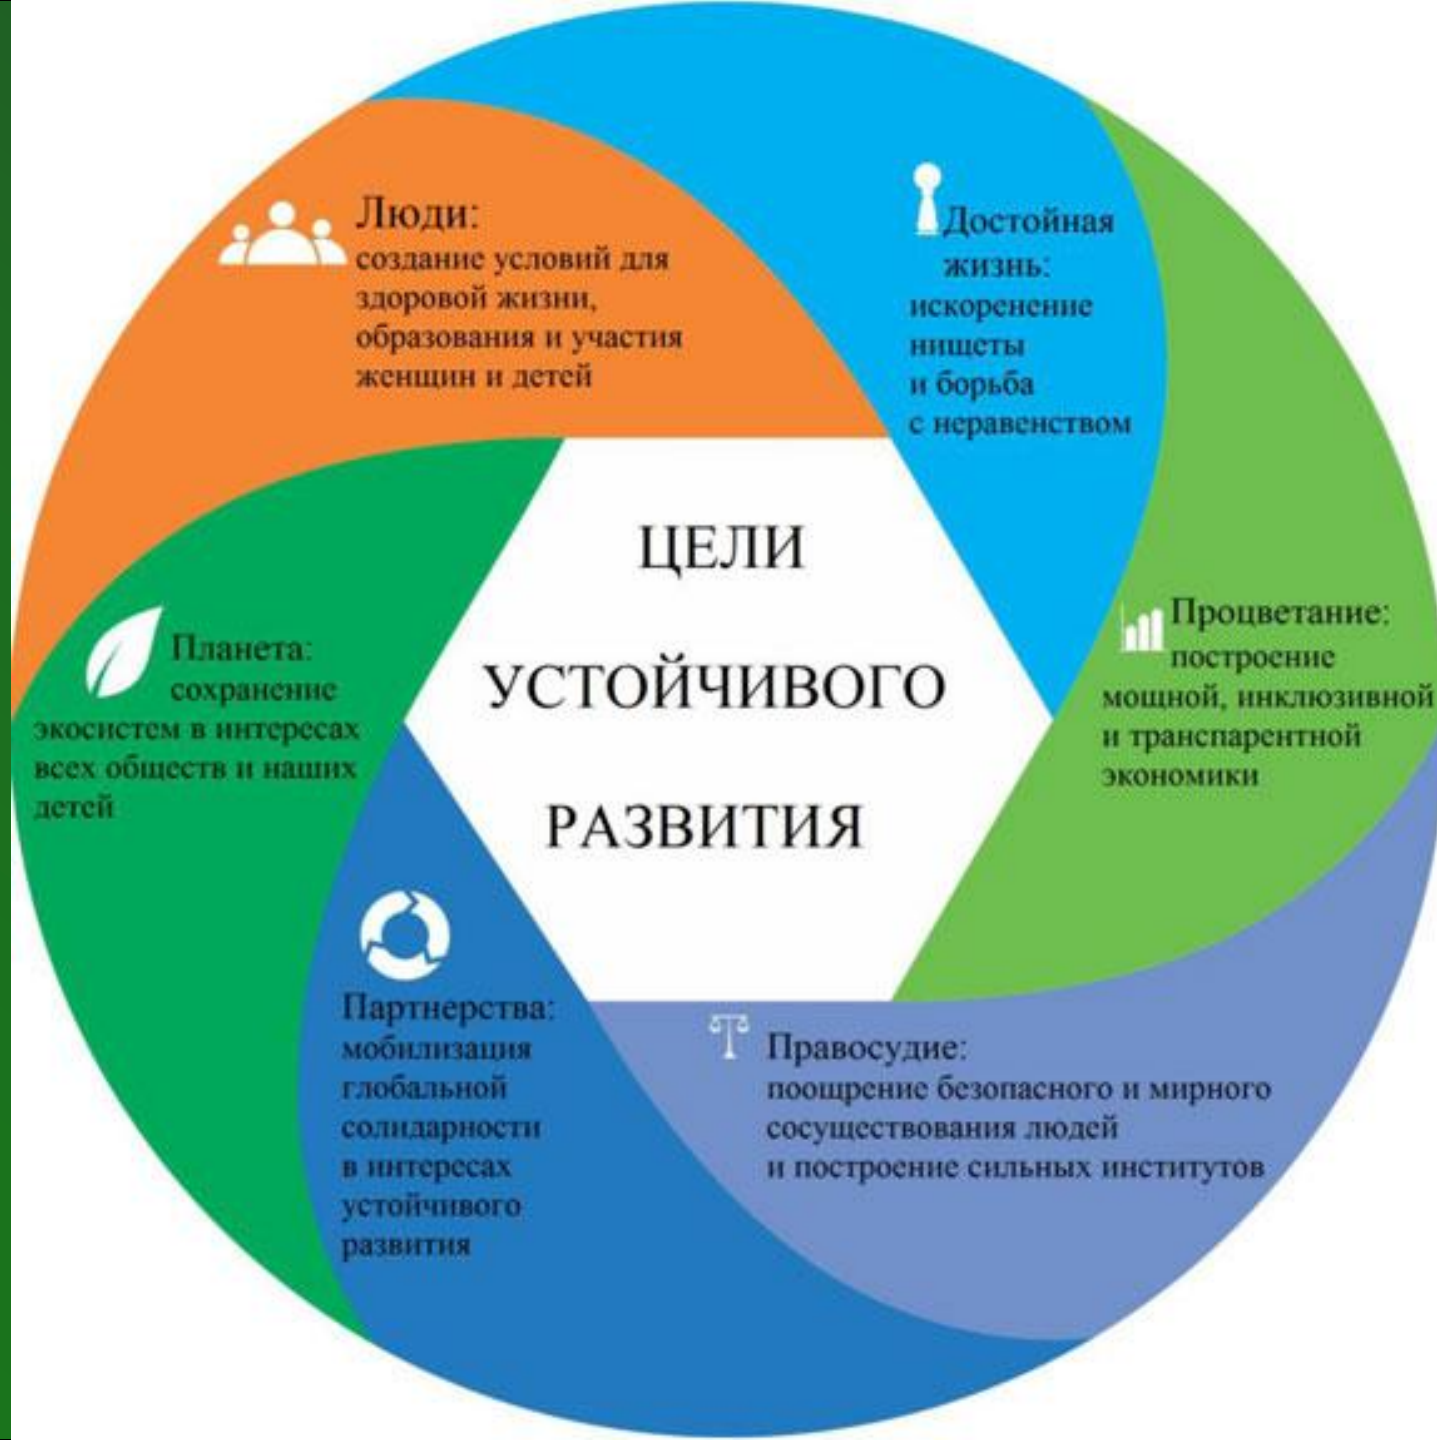 Люди:
создание условий для
здоровой жизни,
образования и участия
женщин и детей
Достойная
жизнь:
искоренение
нищеты
и борьба
с неравенством
ЦЕЛИ
УСТОЙЧИВОГО
РАЗВИТИЯ
Процветание:
построение
мощной, инклюзивной
и транспарентной
экономики
Планета:
сохранение
экосистем в интересах
всех обществ и наших
детей
Партнерства:
мобилизация
глобальной
солидарности
в интересах
устойчивого
развития
Правосудие:
поощрение безопасного и мирного
сосуществования людей
и построение сильных институтов